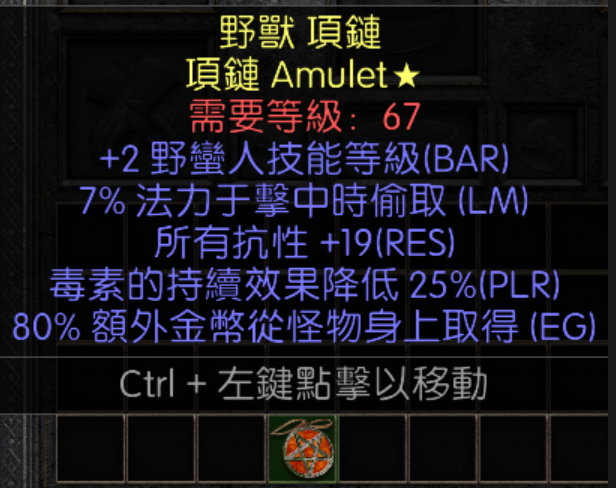 野獸 項鏈
項鏈 Amulet★
需要等級: 67
+2 野蠻人技能等級(BAR)
7% 法力于擊中時偷取 (LM)
所有抗性 +19(RES)
毒素的持續效果降低 25%(PLR)
80% 額外金幣從怪物身上取得 (EG)
Ctrl + 左鍵點擊以移動